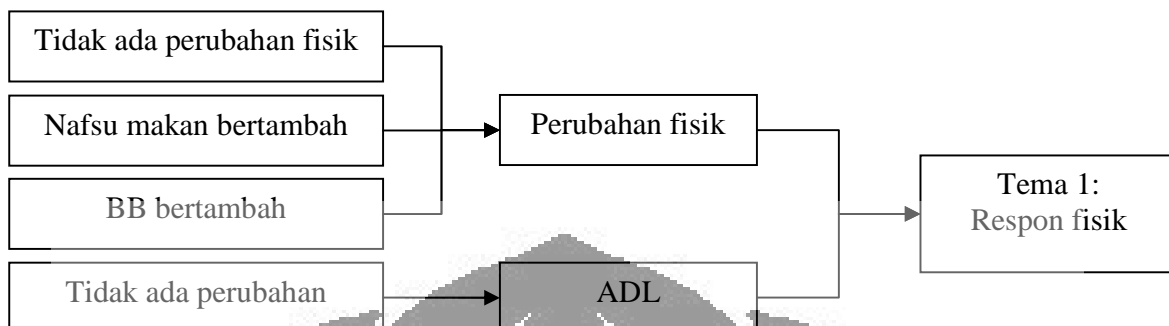 Tidak ada perubahan fisik
Nafsu makan bertambah
BB bertambah
Tidak ada perubahan
Perubahan fisik
ADL
Tema 1:
Respon fisik